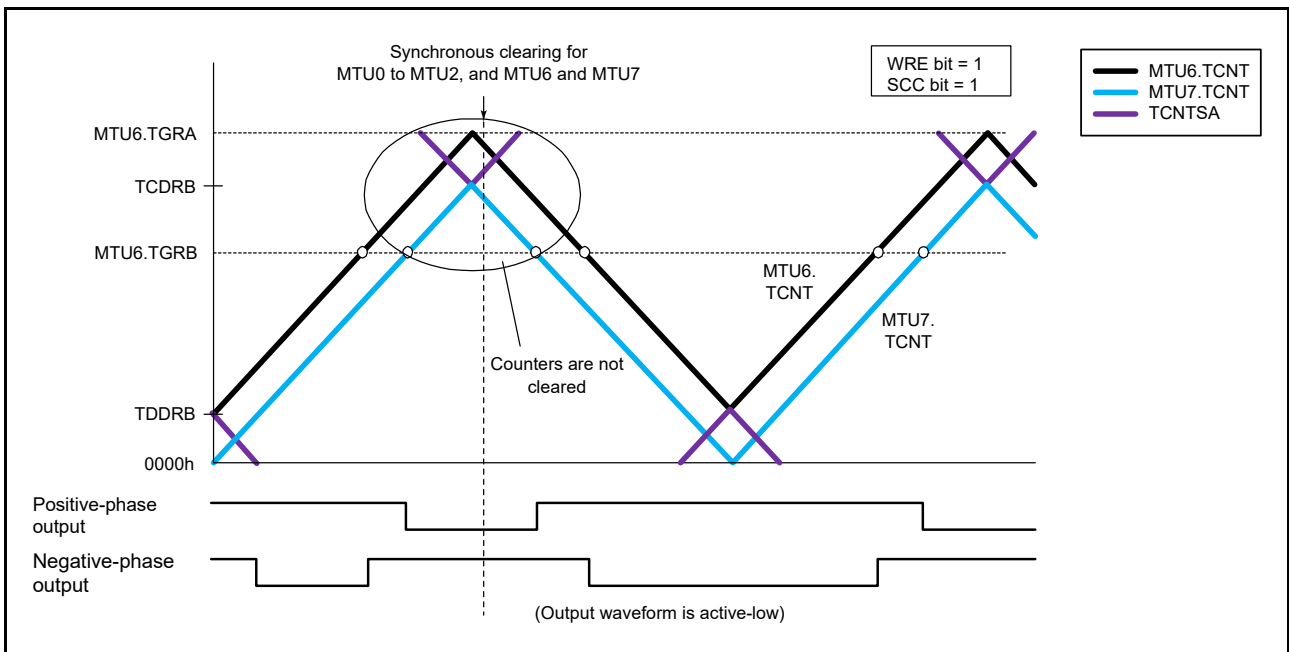 Synchronous clearing for
MTU0 to MTU2, and MTU6 and MTU7
WRE bit = 1
SCC bit = 1
MTU6.TCNT
MTU7.TCNT
TCNTSA
MTU6.TGRA
TCDRB
MTU6.TGRB
MTU6.
TCNT
MTU7.
TCNT
Counters are not
cleared
TDDRB
0000h
Positive-phase
output
Negative-phase
output
(Output waveform is active-low)